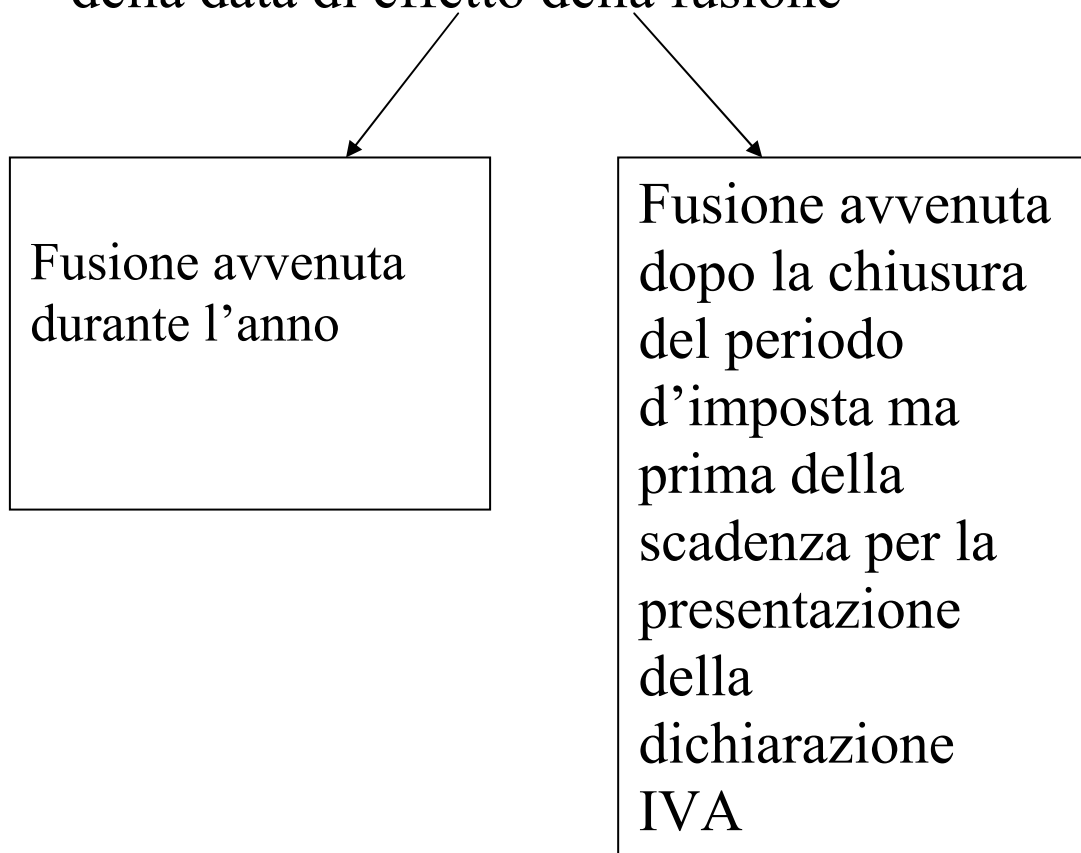 della data di effetto della fusione
Fusione avvenuta
durante l’anno
Fusione avvenuta
dopo la chiusura
del periodo
d’imposta ma
prima della
scadenza per la
presentazione
della
dichiarazione
IVA